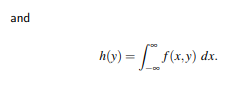 and
h(y) = ∫_{-∞}^{∞} f(x,y) dx.